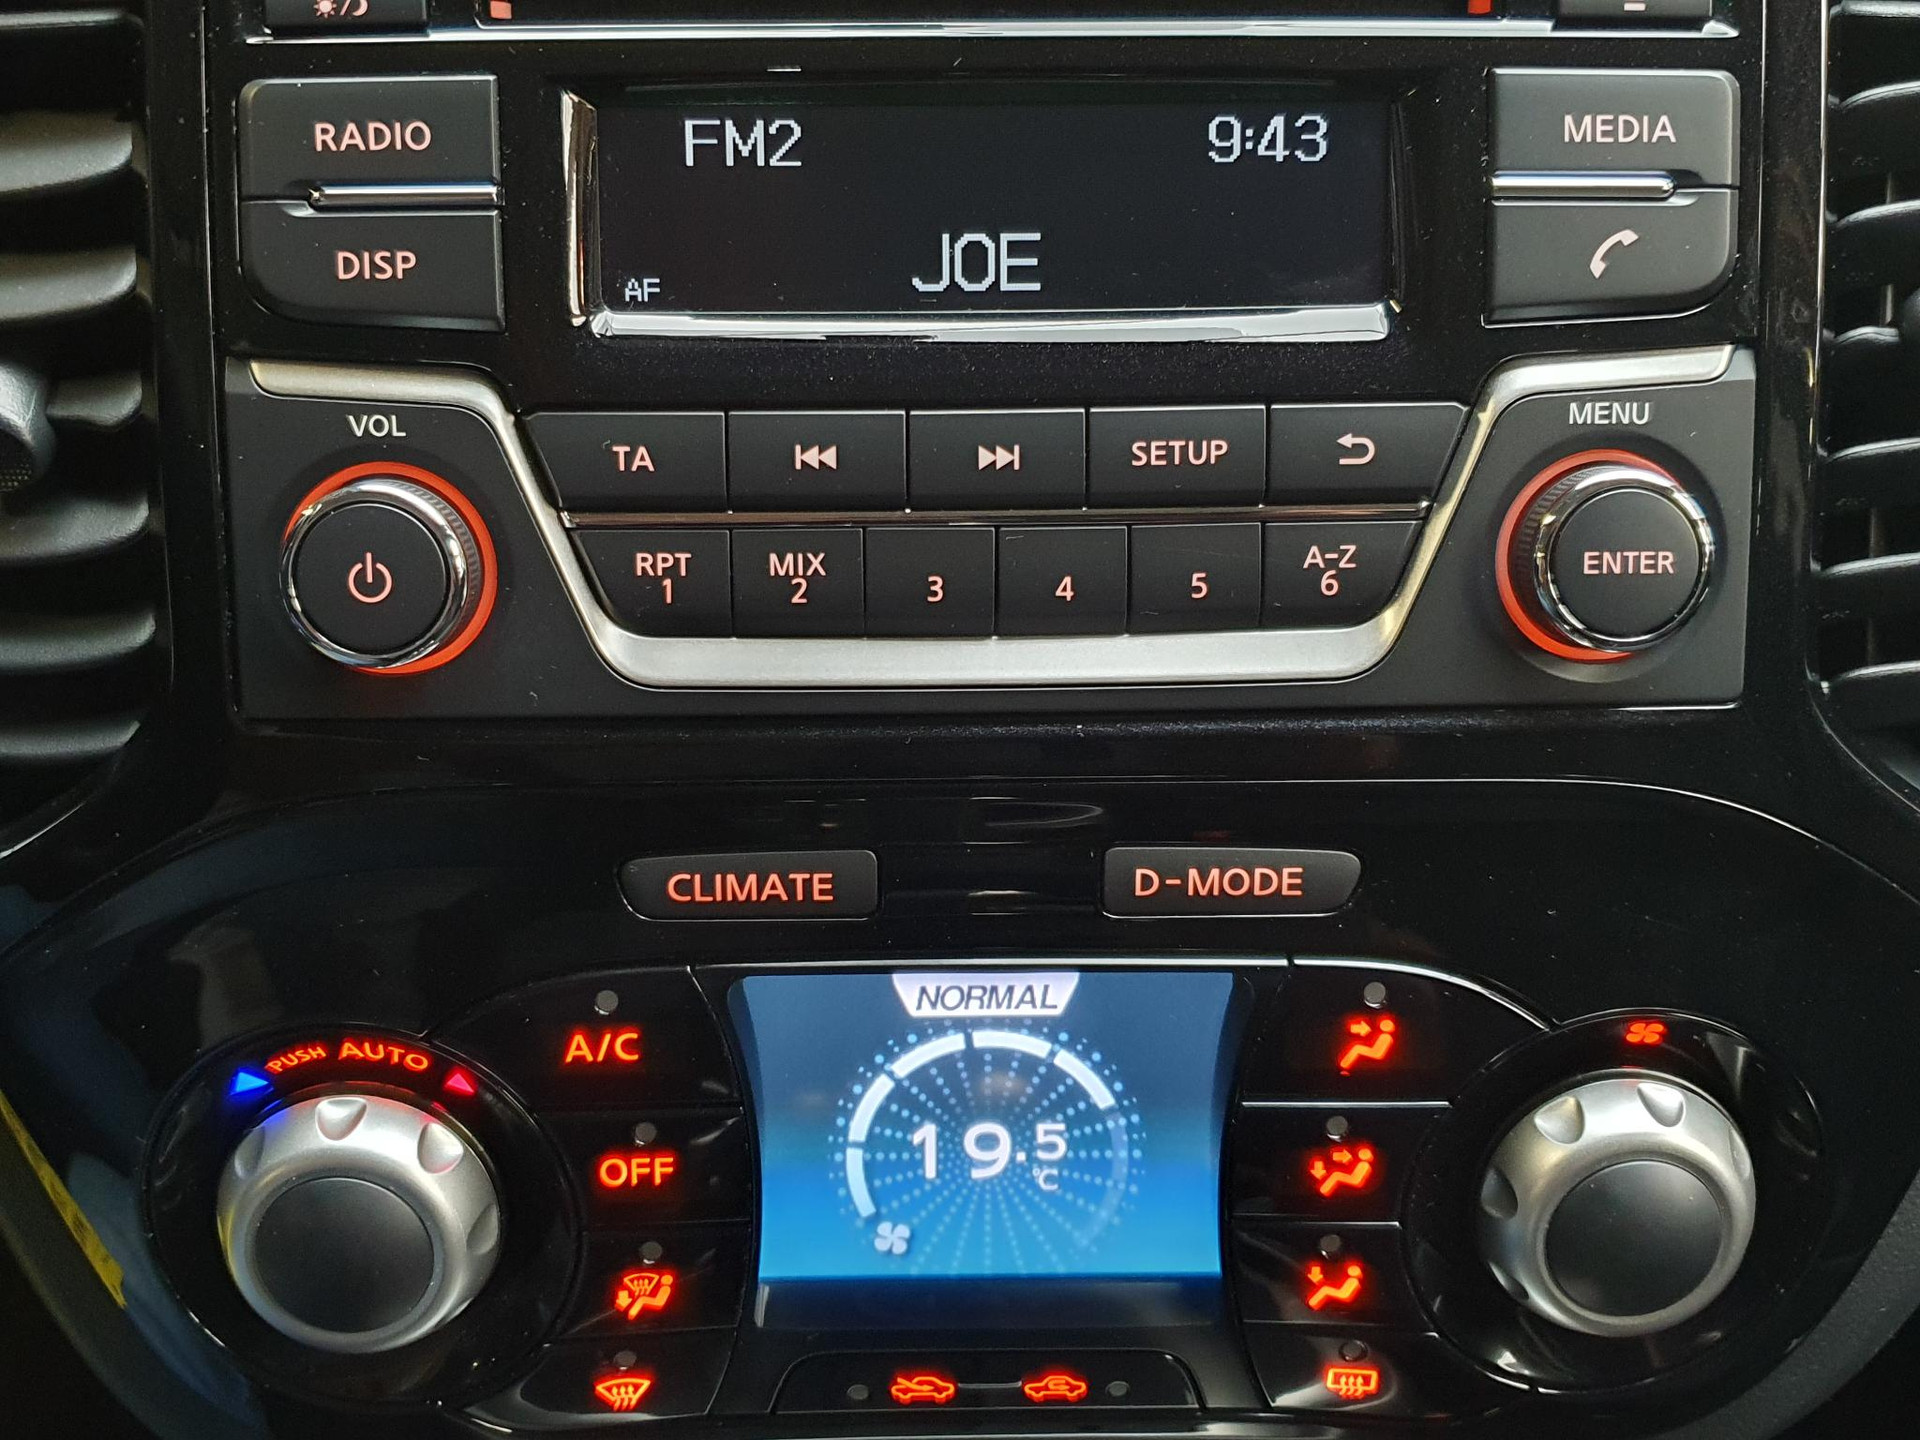 RADIO
FM2
9:43
MEDIA
DISP
AF
JOE
VOL
MENU
TA
SETUP
RPT
1
MIX
2
3
4
5
A-Z
6
ENTER
CLIMATE
D-MODE
NORMAL
PUSH AUTO
A/C
19.5
°C
OFF